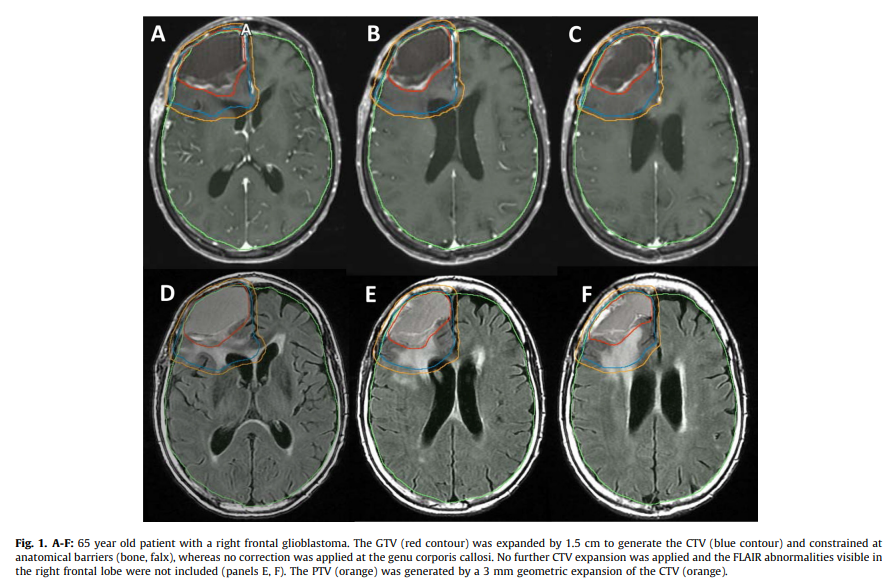 A
A
B
C
D
E
F
Fig. 1. A-F: 65 year old patient with a right frontal glioblastoma. The GTV (red contour) was expanded by 1.5 cm to generate the CTV (blue contour) and constrained at
anatomical barriers (bone, falx), whereas no correction was applied at the genu corporis callosi. No further CTV expansion was applied and the FLAIR abnormalities visible in
the right frontal lobe were not included (panels E, F). The PTV (orange) was generated by a 3 mm geometric expansion of the CTV (orange).